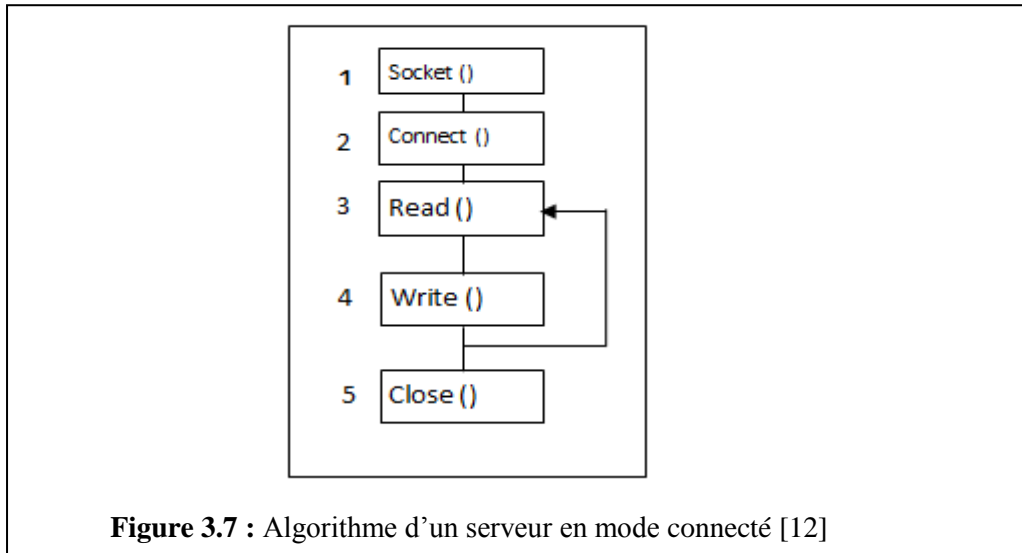 1 Socket ()
2 Connect ()
3 Read ()
4 Write ()
5 Close ()
Figure 3.7 : Algorithme d’un serveur en mode connecté [12]